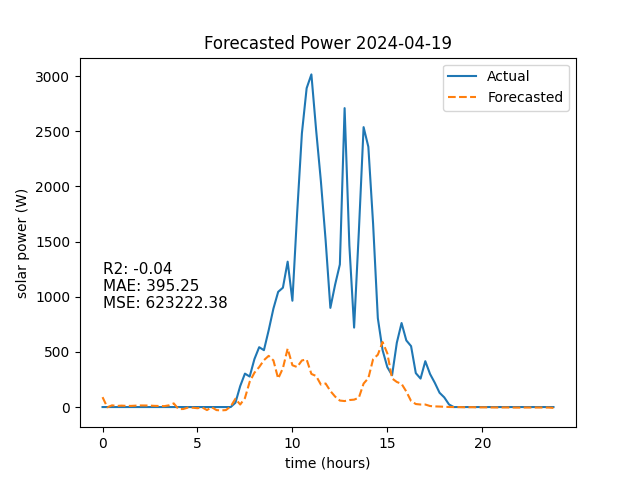 Forecasted Power 2024-04-19
Actual
Forecasted
3000
2500
2000
1500
1000
500
0
solar power (W)
R2: -0.04
MAE: 395.25
MSE: 623222.38
0 5 10 15 20
time (hours)